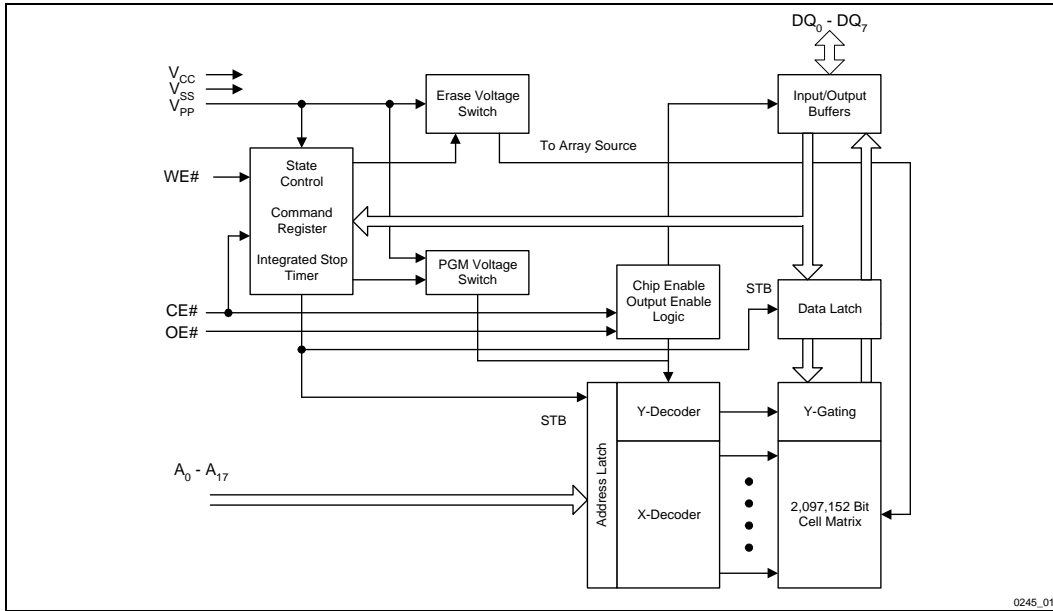 DQ0 - DQ7
VCC
VSS
VPP
Erase Voltage
Switch
Input/Output
Buffers
To Array Source
WE#
State
Control
Command
Register
Integrated Stop
Timer
PGM Voltage
Switch
Chip Enable
Output Enable
Logic
STB
Data Latch
CE#
OE#
STB
Address Latch
Y-Decoder
Y-Gating
A0 - A17
X-Decoder
2,097,152 Bit
Cell Matrix
0245_01